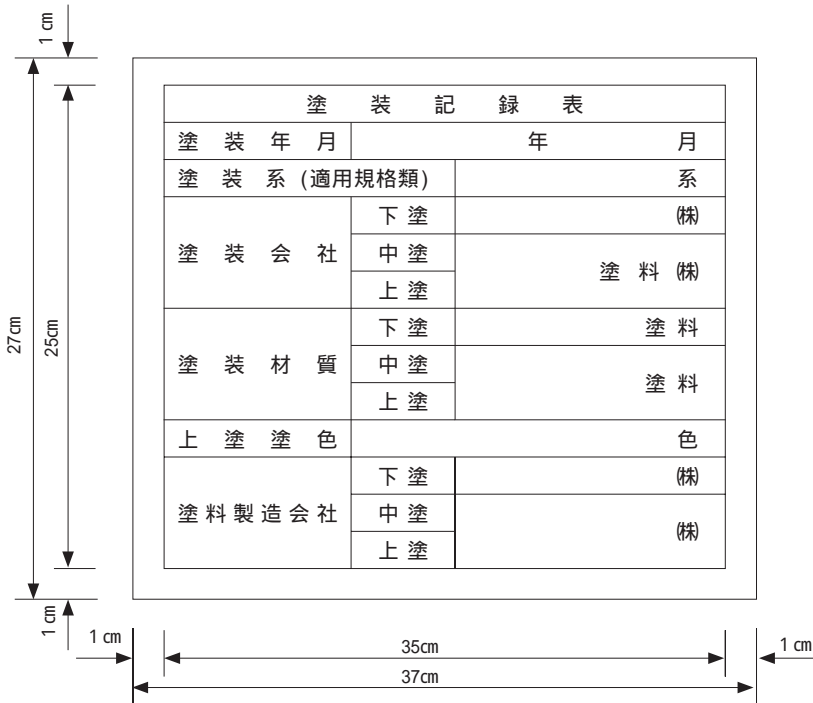 1 cm
塗装記録表
塗装年月 年 月
塗装系(適用規格類) 系
塗装会社 下塗 ㈱
中塗 塗料㈱
上塗
塗装材質 下塗 塗料
中塗 塗料
上塗
上塗塗色 色
塗料製造会社 下塗 ㈱
中塗 ㈱
上塗
27cm
25cm
1 cm
1 cm
35cm
1 cm
37cm